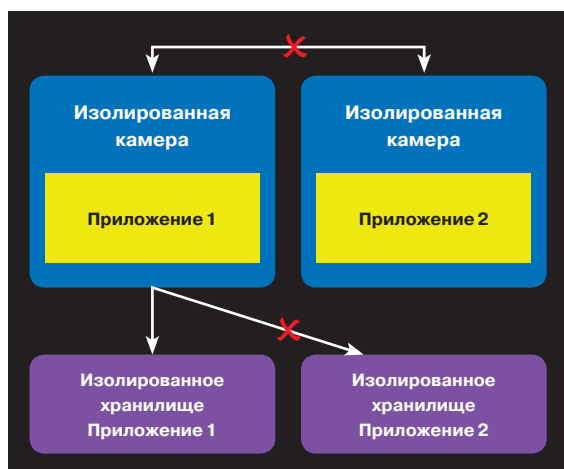 Изолированная
камера
Приложение 1
Изолированная
камера
Приложение 2
Изолированное
хранилище
Приложение 1
Изолированное
хранилище
Приложение 2